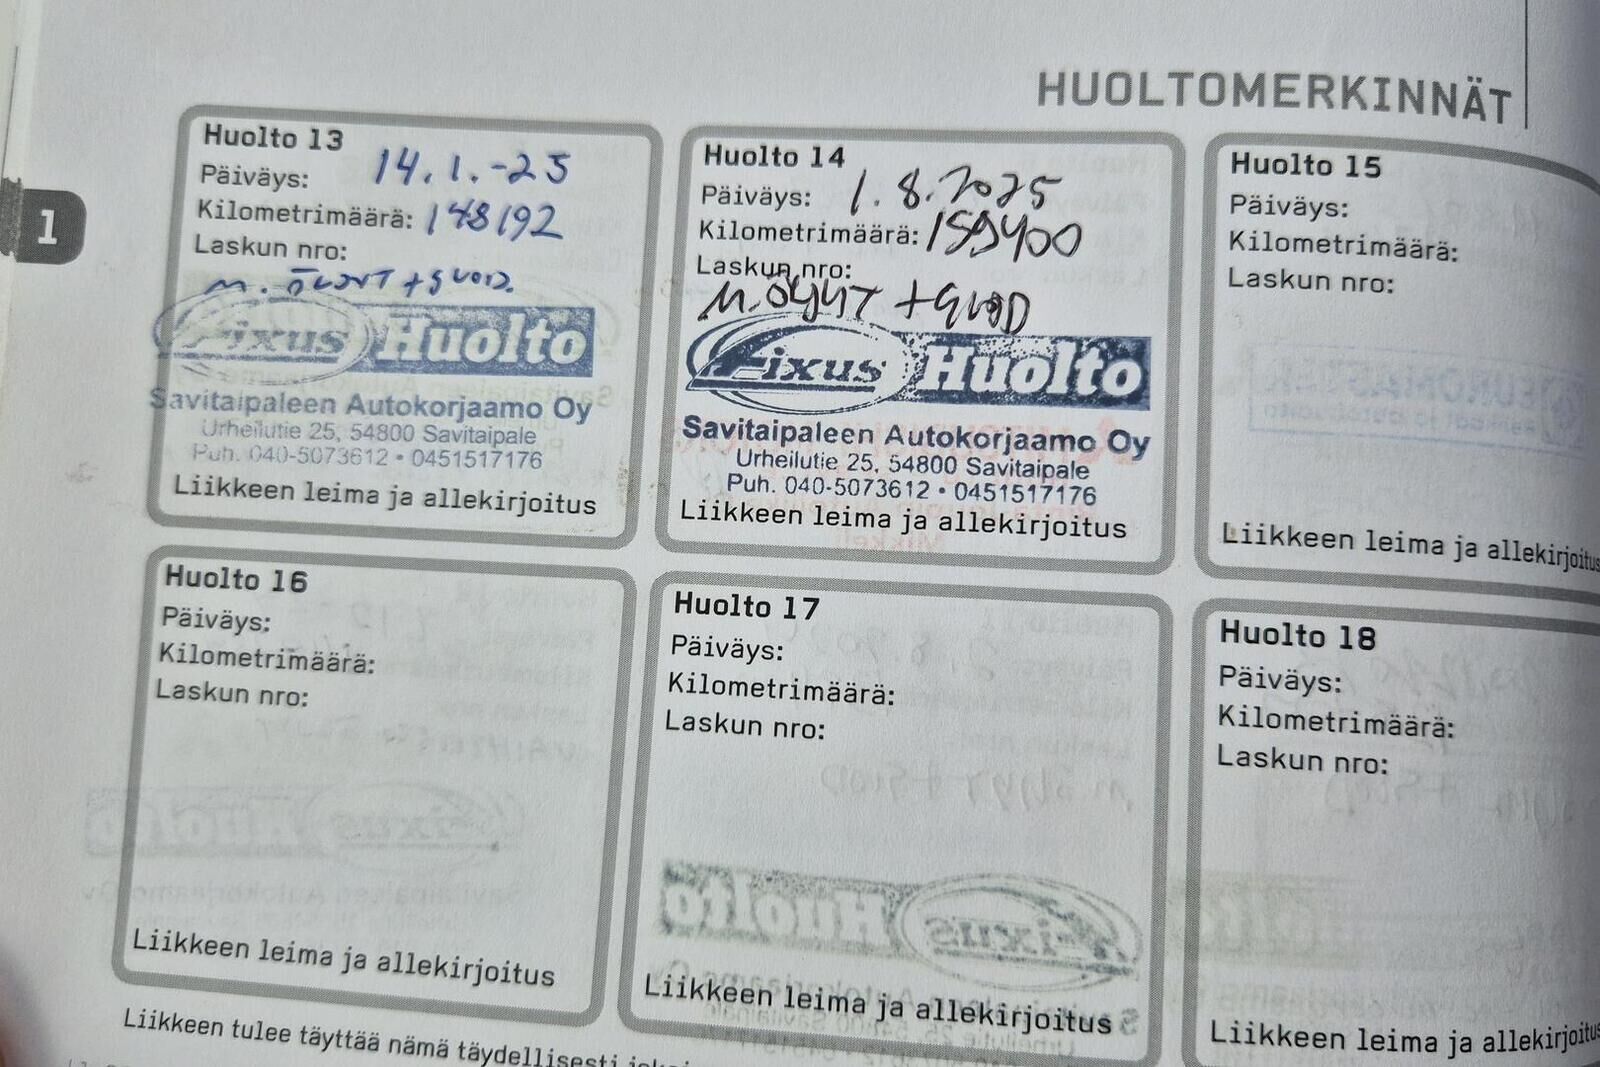 HUOLTOMERKINNÄT
1
Huolto 13
Päiväys: 14.1.-25
Kilometrimäärä: 148192
Laskun nro:
M. ÖLJYT + SUOD.
Fixus Huolto
Savitaipaleen Autokorjaamo Oy
Urheilutie 25, 54800 Savitaipale
Puh. 040-5073612 • 0451517176
Liikkeen leima ja allekirjoitus
Huolto 14
Päiväys: 1.8.2025
Kilometrimäärä: 159400
Laskun nro:
M.ÖLJYT + SUOD
Fixus Huolto
Savitaipaleen Autokorjaamo Oy
Urheilutie 25, 54800 Savitaipale
Puh. 040-5073612 • 0451517176
Liikkeen leima ja allekirjoitus
Huolto 15
Päiväys:
Kilometrimäärä:
Laskun nro:
Liikkeen leima ja allekirjoitus
Huolto 16
Päiväys:
Kilometrimäärä:
Laskun nro:
Liikkeen leima ja allekirjoitus
Huolto 17
Päiväys:
Kilometrimäärä:
Laskun nro:
Liikkeen leima ja allekirjoitus
Huolto 18
Päiväys:
Kilometrimäärä:
Laskun nro:
Liikkeen leima ja allekirjoitus
Liikkeen tulee täyttää nämä täydellisesti